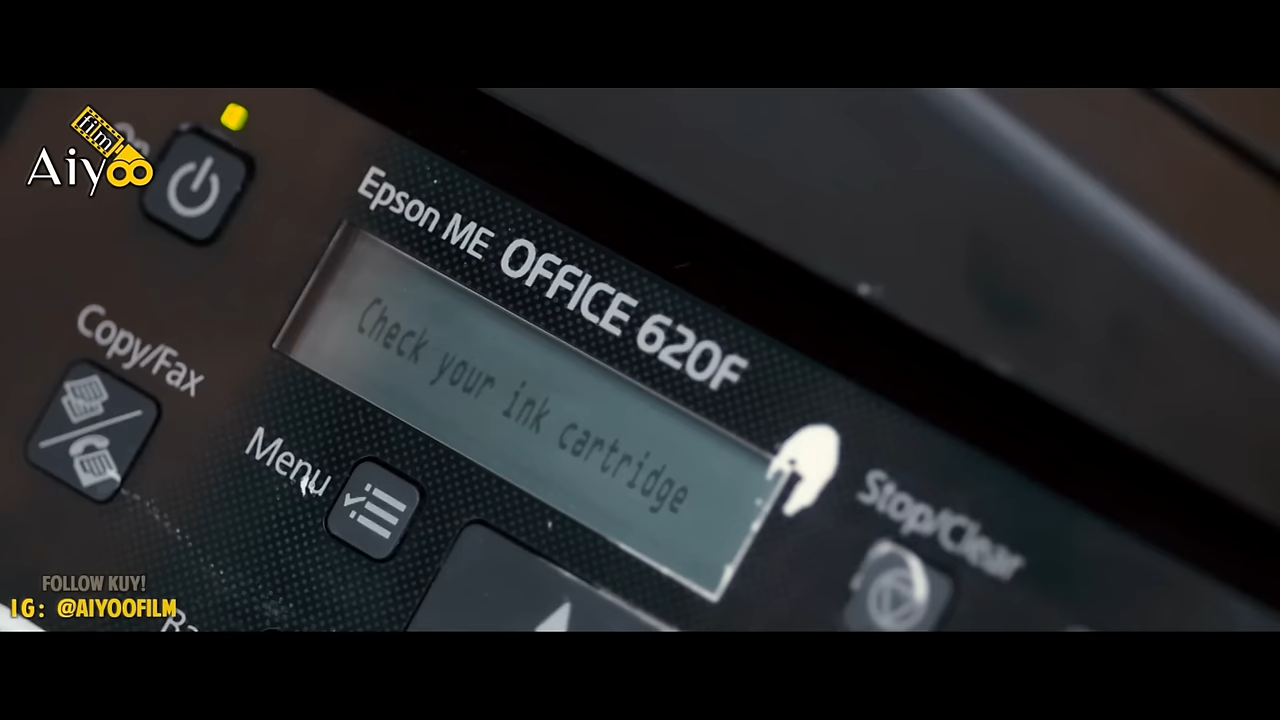 film
Aiyoo
On
Epson ME OFFICE 620F
Check your ink cartridge
Copy/Fax
Menu
Stop/Clear
FOLLOW KUY!
IG: @AIYOOFILM